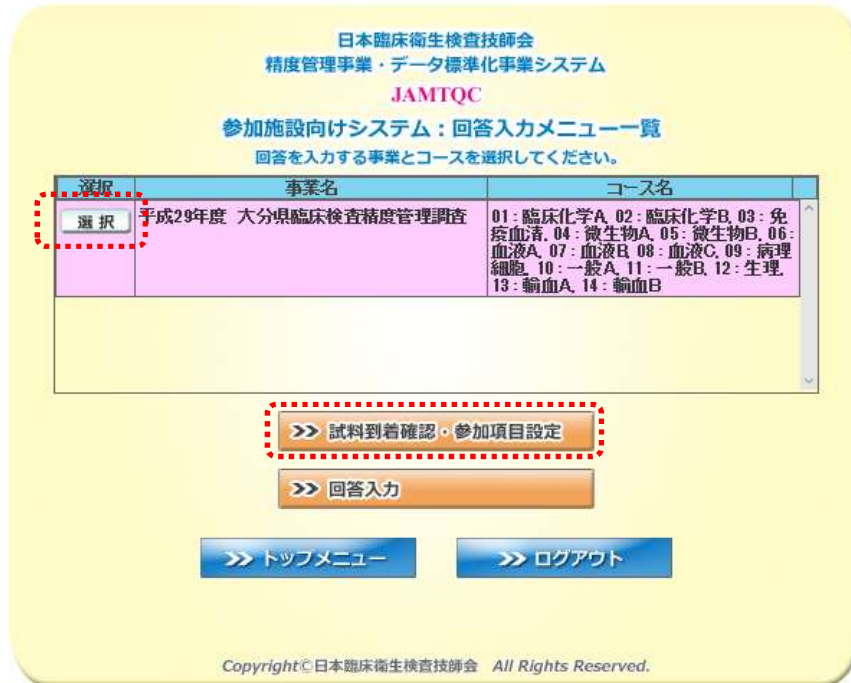 日本臨床衛生検査技師会
精度管理事業・データ標準化事業システム
JAMTQC
参加施設向けシステム：回答入力メニュー一覧
回答を入力する事業とコースを選択してください。
選択 事業名 コース名
選択 平成29年度 大分県臨床検査精度管理調査 01：臨床化学A, 02：臨床化学B, 03：免
疫血清, 04：微生物A, 05：微生物B, 06：
血液A, 07：血液B, 08：血液C, 09：病理
細胞, 10：一般A, 11：一般B, 12：生理,
13：輸血A, 14：輸血B
>> 試料到着確認・参加項目設定
>> 回答入力
>> トップメニュー >> ログアウト
Copyright©日本臨床衛生検査技師会 All Rights Reserved.